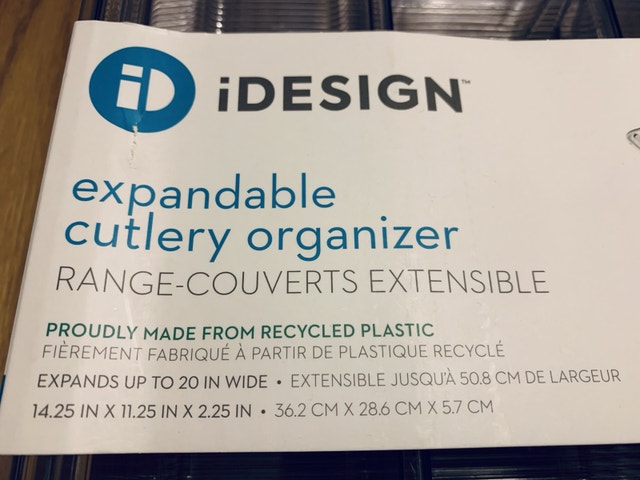 iD iDESIGN™
expandable
cutlery organizer
RANGE-COUVERTS EXTENSIBLE
PROUDLY MADE FROM RECYCLED PLASTIC
FIÈREMENT FABRIQUÉ À PARTIR DE PLASTIQUE RECYCLÉ
EXPANDS UP TO 20 IN WIDE • EXTENSIBLE JUSQU'À 50.8 CM DE LARGEUR
14.25 IN X 11.25 IN X 2.25 IN • 36.2 CM X 28.6 CM X 5.7 CM